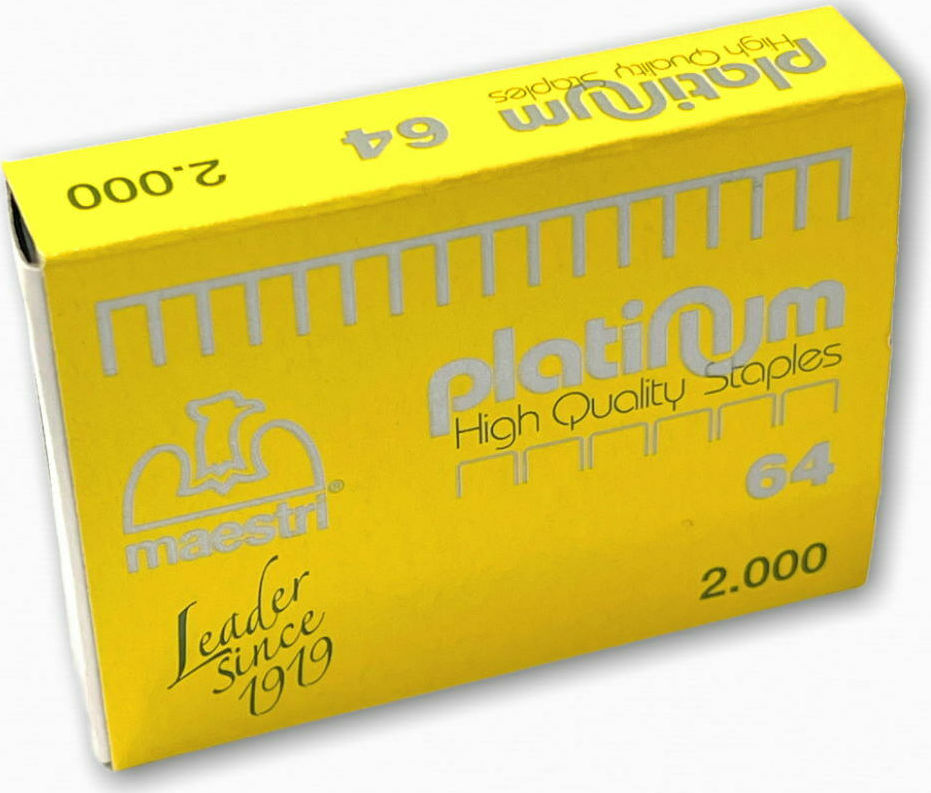 platinum
High Quality Staples
64
2.000
platinum
High Quality Staples
64
2.000
maestri®
Leader
since
1919